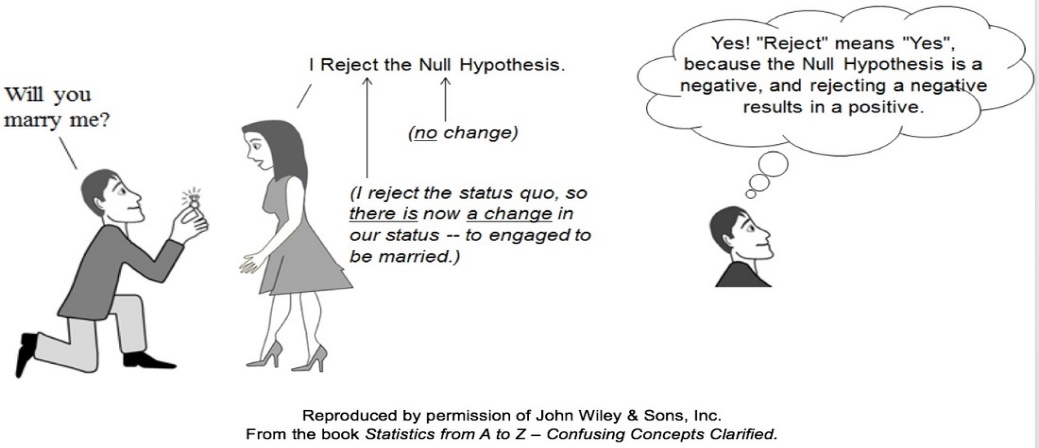 Will you
marry me?
I Reject the Null Hypothesis.
(no change)
(I reject the status quo, so
there is now a change in
our status -- to engaged to
be married.)
Yes! "Reject" means "Yes",
because the Null Hypothesis is a
negative, and rejecting a negative
results in a positive.
Reproduced by permission of John Wiley & Sons, Inc.
From the book Statistics from A to Z – Confusing Concepts Clarified.